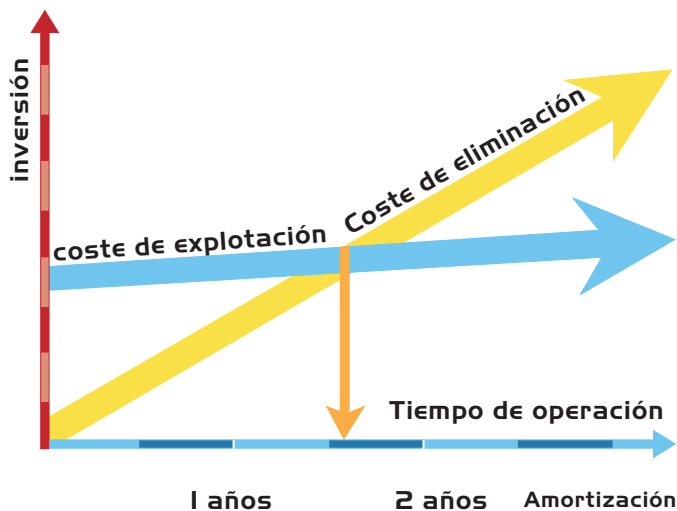 inversión
Coste de eliminación
coste de explotación
Tiempo de operación
1 años
2 años
Amortización